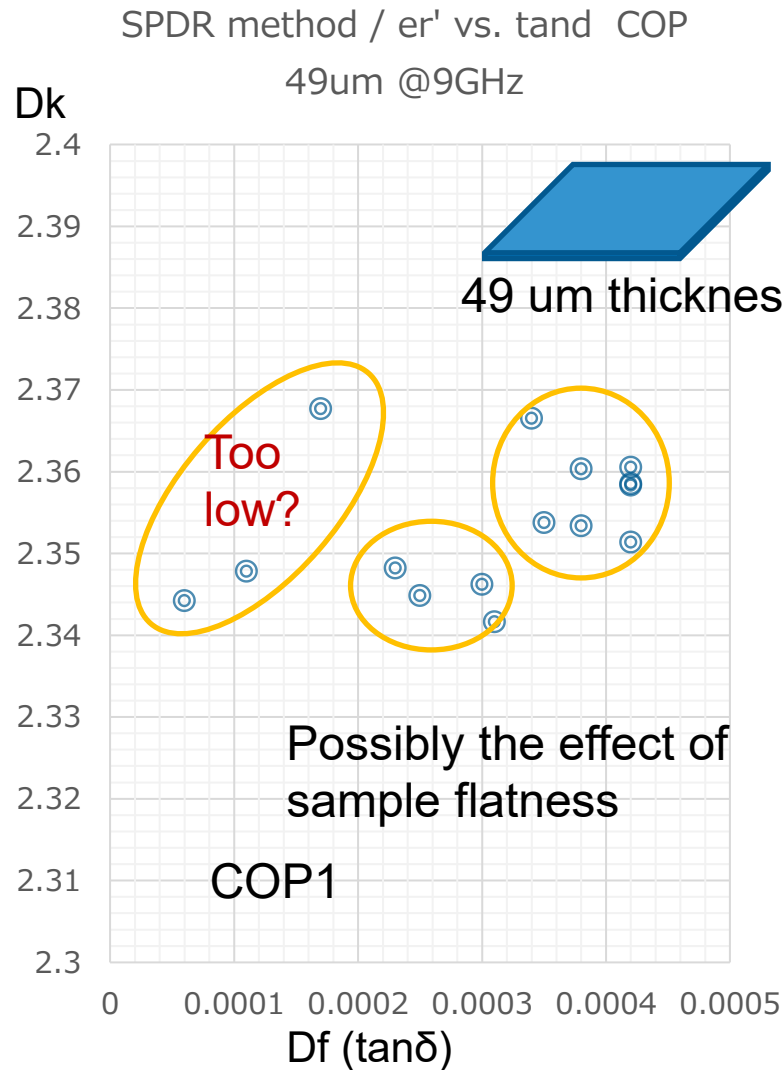 SPDR method / er' vs. tand COP
49um @9GHz
Dk
2.4
2.39
2.38
2.37
2.36
2.35
2.34
2.33
2.32
2.31
2.3
49 um thicknes
Too
low?
Possibly the effect of
sample flatness
COP1
0 0.0001 0.0002 0.0003 0.0004 0.0005
Df (tanδ)